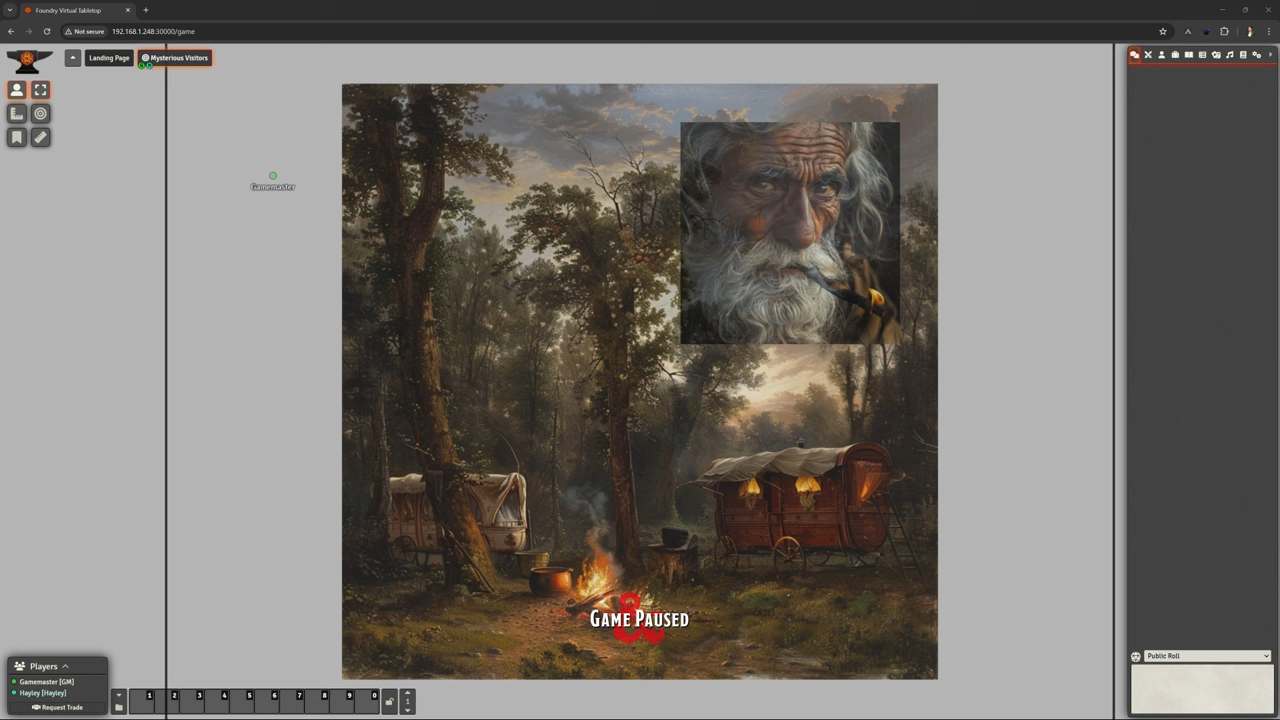 Foundry Virtual Tabletop
Not secure
192.168.1.248:30000/game
Landing Page
Mysterious Visitors
Gamemaster
GAME PAUSED
Players
Gamemaster [GM]
Hayley [Hayley]
Request Trade
1 2 3 4 5 6 7 8 9 0
1
Public Roll